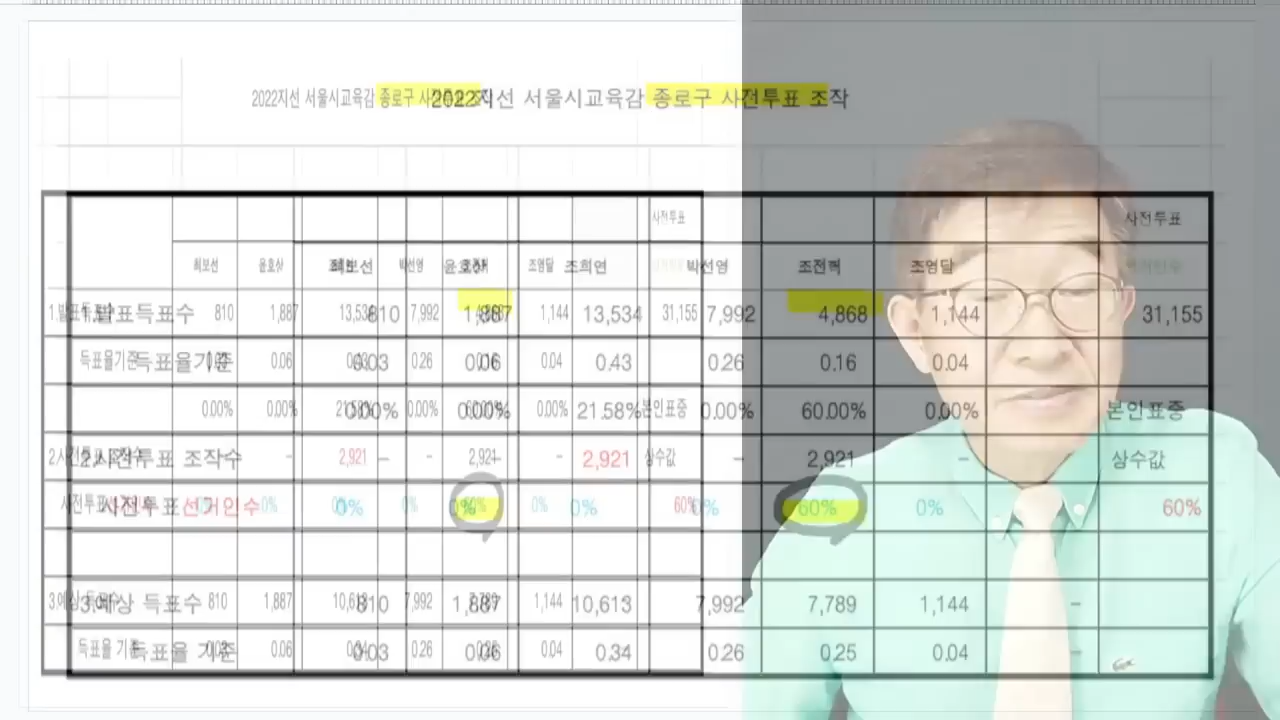 2022지선 서울시교육감 종로구 사전투표 조작
사전투표
최보선 윤호상 조희연 박선영 조전혁 조영달
1.발표득표수 810 1,887 13,534 7,992 4,868 1,144 31,155
득표율기준 0.03 0.06 0.43 0.26 0.16 0.04
0.00% 0.00% 21.58% 0.00% 60.00% 0.00% 본인표증
2.사전투표 조작수 – – 2,921 – 2,921 – 상수값
사전투표선거인수 0% 0% 0% 0% 60% 0% 60%
3.예상 득표수 810 1,887 10,613 7,992 7,789 1,144 –
득표율 기준 0.03 0.06 0.34 0.26 0.25 0.04 –